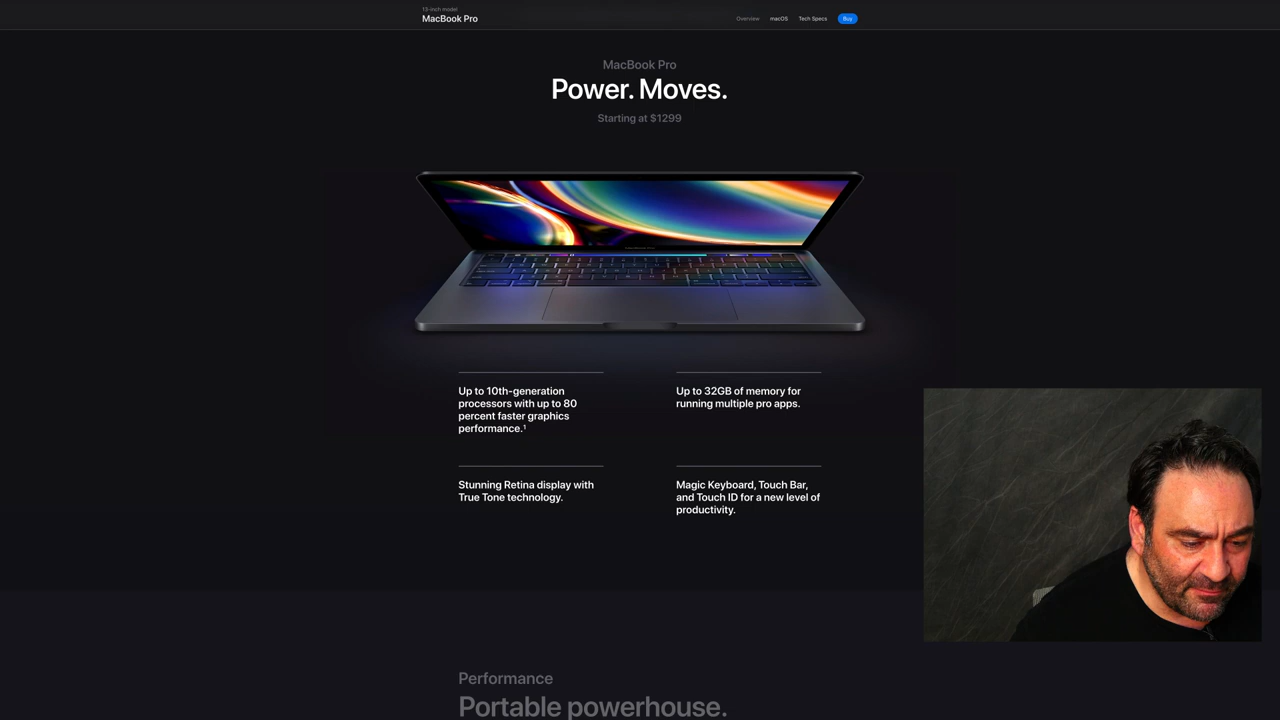 13-inch model
MacBook Pro
Overview macOS Tech Specs Buy
MacBook Pro
Power. Moves.
Starting at $1299
Up to 10th-generation
processors with up to 80
percent faster graphics
performance.¹
Up to 32GB of memory for
running multiple pro apps.
Stunning Retina display with
True Tone technology.
Magic Keyboard, Touch Bar,
and Touch ID for a new level of
productivity.
Performance
Portable powerhouse.